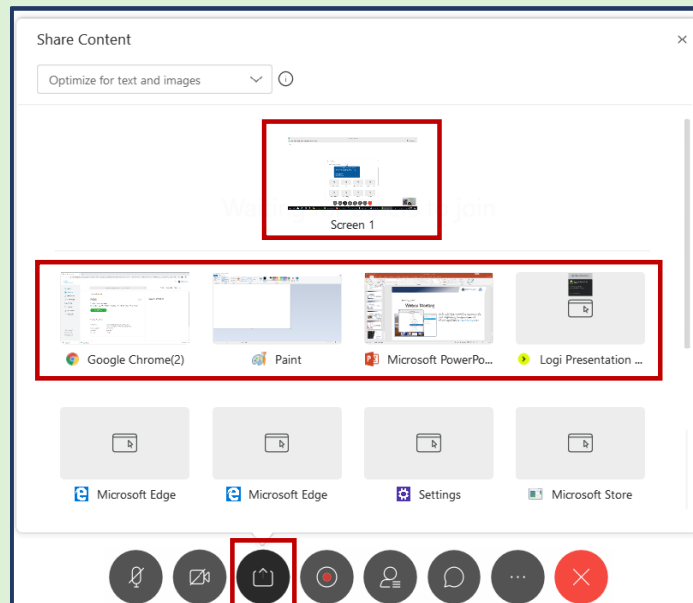 Share Content
Optimize for text and images
Screen 1
Google Chrome(2)
Paint
Microsoft PowerPo...
Logi Presentation ...
Microsoft Edge
Microsoft Edge
Settings
Microsoft Store